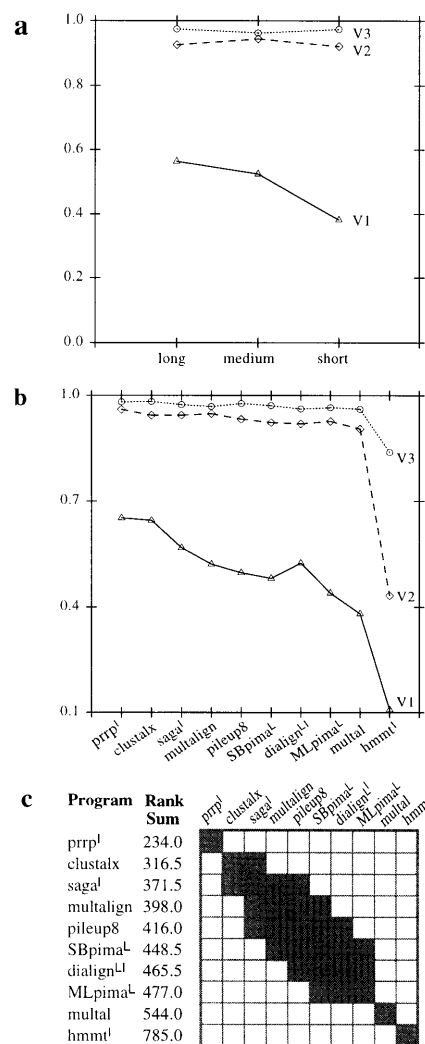 a
1.0
V3
V2
0.8
0.6
0.4
V1
0.2
0.0
long medium short
b
1.0
V3
0.7
V2
0.4
V1
0.1
prrpI clustalx sagaI multalign pileup8 SBpimaL dialignLI MLpimaL multal hmmtI
c
Program Rank Sum
prrpI clustalx sagaI multalign pileup8 SBpimaL dialignLI MLpimaL multal hmm
prrpI 234.0
clustalx 316.5
sagaI 371.5
multalign 398.0
pileup8 416.0
SBpimaL 448.5
dialignLI 465.5
MLpimaL 477.0
multal 544.0
hmmtI 785.0